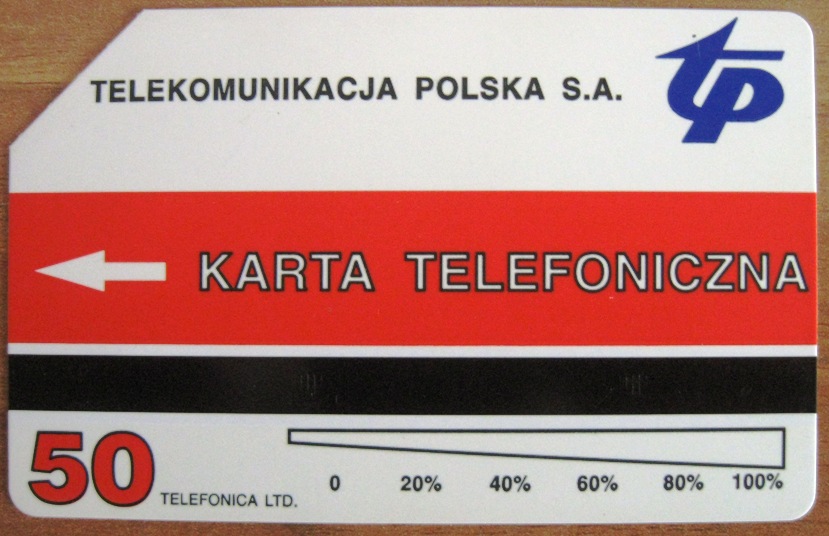 TELEKOMUNIKACJA POLSKA S.A.
tp
KARTA TELEFONICZNA
50
TELEFONICA LTD.
0 20% 40% 60% 80% 100%